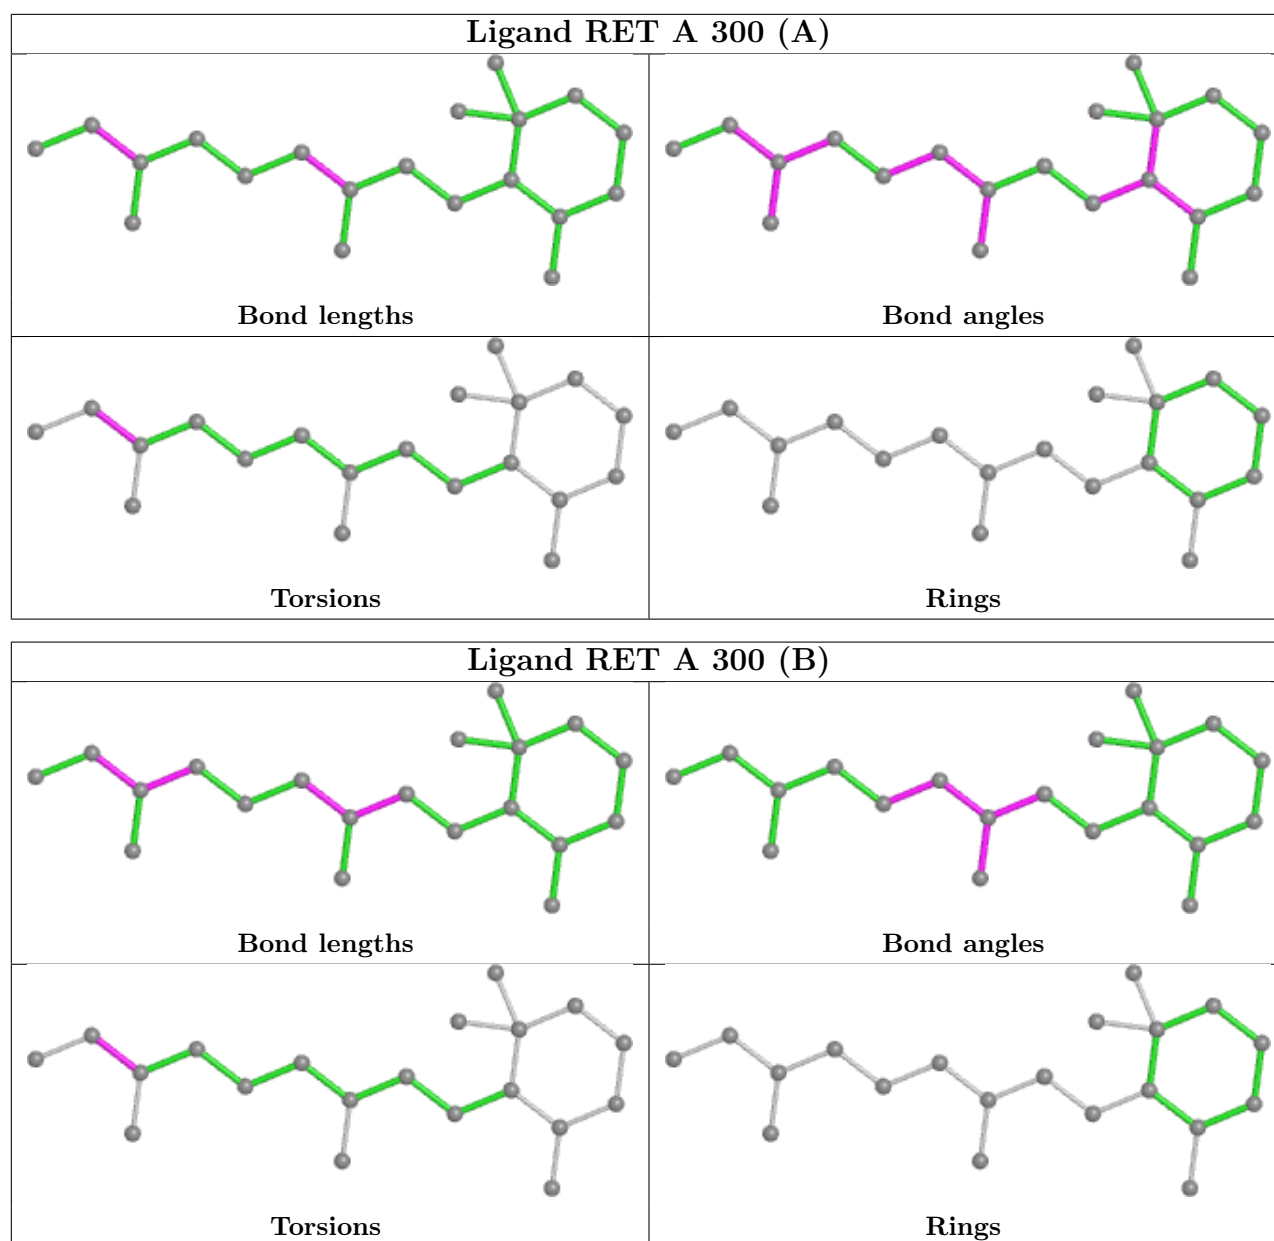 Ligand RET A 300 (A)
Bond lengths
Bond angles
Torsions
Rings
Ligand RET A 300 (B)
Bond lengths
Bond angles
Torsions
Rings